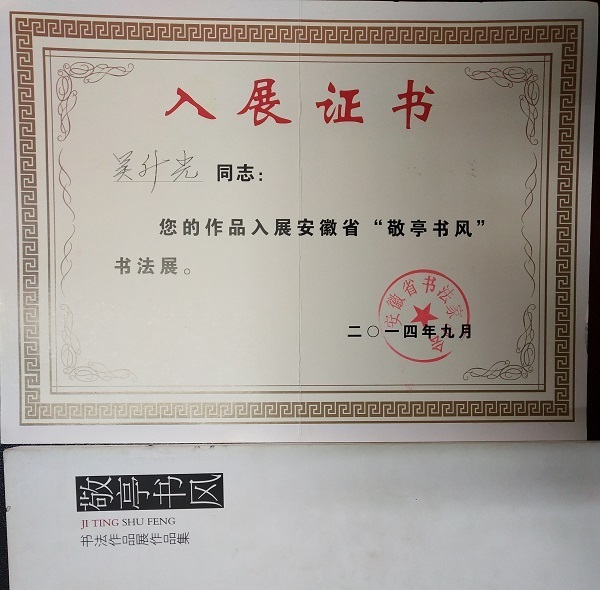 入展证书
吴升光 同志：
您的作品入展安徽省“敬亭书风”
书法展。
安徽省书法家
会
二〇一四年九月
敬亭书风
JI TING SHU FENG
书法作品展作品集